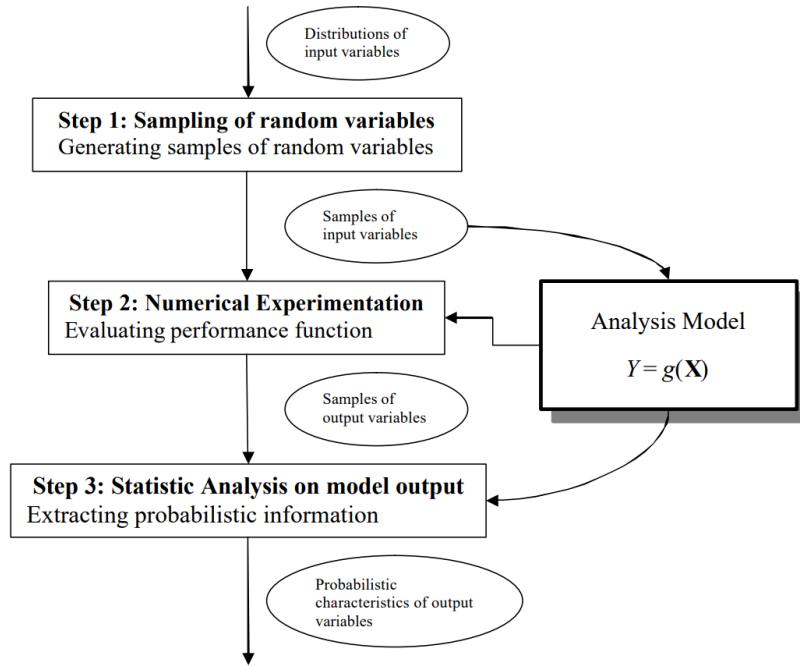 Distributions of
input variables
Step 1: Sampling of random variables
Generating samples of random variables
Samples of
input variables
Step 2: Numerical Experimentation
Evaluating performance function
Analysis Model
Y = g(X)
Samples of
output variables
Step 3: Statistic Analysis on model output
Extracting probabilistic information
Probabilistic
characteristics of output
variables